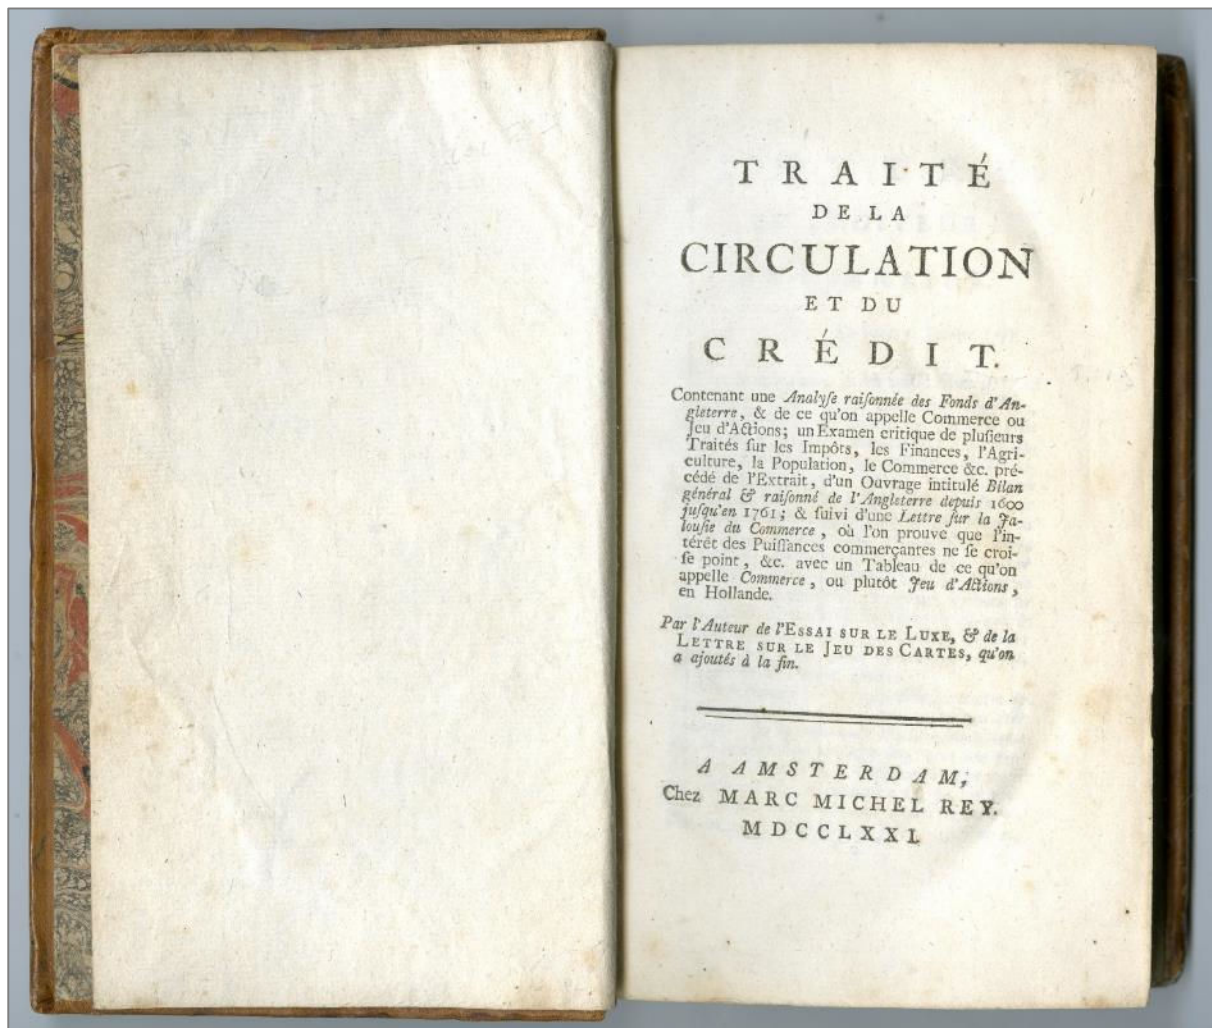 TRAITÉ
DE LA
CIRCULATION
ET DU
CRÉDIT.
Contenant une Analyſe raiſonnée des Fonds d'An-
gleterre, & de ce qu'on appelle Commerce ou
Jeu d'Actions; un Examen critique de pluſieurs
Traités ſur les Impôts, les Finances, l'Agri-
culture, la Population, le Commerce &c. pré-
cédé de l'Extrait, d'un Ouvrage intitulé Bilan
général & raiſonné de l'Angleterre depuis 1600
juſqu'en 1761; & ſuivi d'une Lettre ſur la Ja-
louſie du Commerce, où l'on prouve que l'in-
térêt des Puiſſances commerçantes ne ſe croi-
ſe point, &c. avec un Tableau de ce qu'on
appelle Commerce, ou plutôt Jeu d'Actions,
en Hollande.
Par l'Auteur de l'ESSAI SUR LE LUXE, & de la
LETTRE SUR LE JEU DES CARTES, qu'on
a ajoutés à la fin.
A AMSTERDAM,
Chez MARC MICHEL REY.
MDCCLXXI.